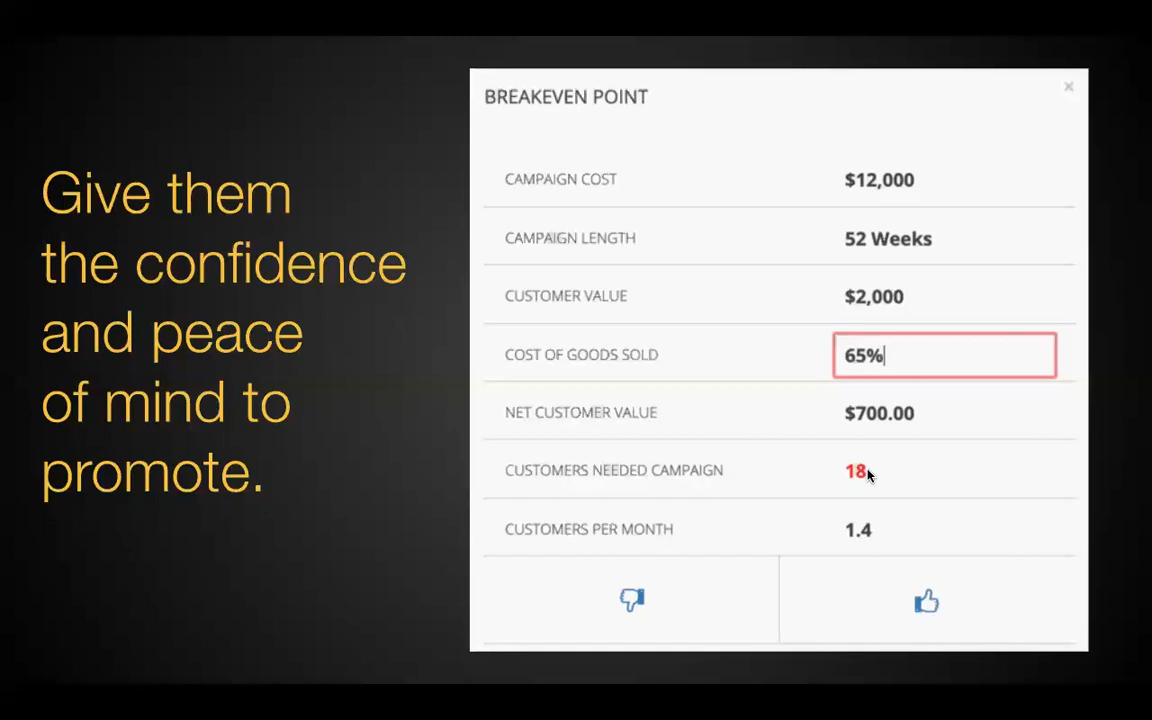 Give them
the confidence
and peace
of mind to
promote.
BREAKEVEN POINT
×
CAMPAIGN COST $12,000
CAMPAIGN LENGTH 52 Weeks
CUSTOMER VALUE $2,000
COST OF GOODS SOLD 65%
NET CUSTOMER VALUE $700.00
CUSTOMERS NEEDED CAMPAIGN 18
CUSTOMERS PER MONTH 1.4